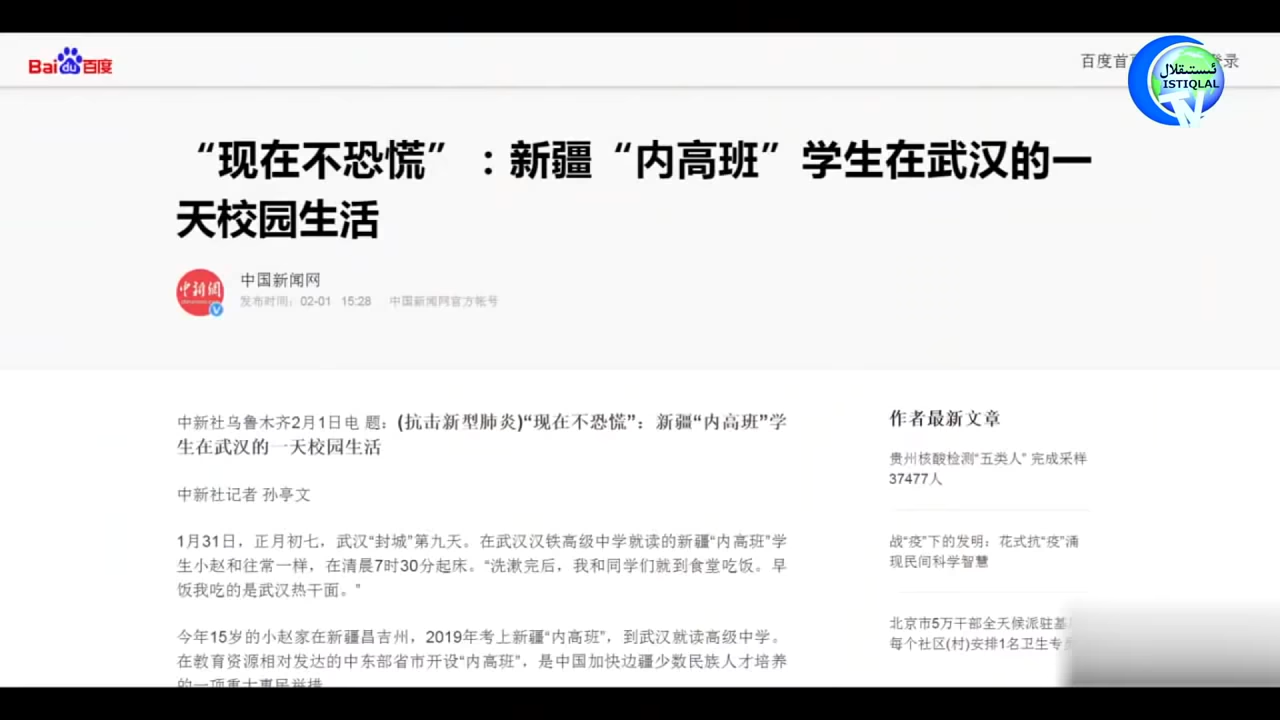 Bai du 百度
百度首
登录
ئىستىقلال
ISTIQLAL
TV
“现在不恐慌”：新疆“内高班”学生在武汉的一
天校园生活
中新网
中国新闻网
发布时间：02-01 15:28 中国新闻网官方帐号
中新社乌鲁木齐2月1日电 题：(抗击新型肺炎)“现在不恐慌”：新疆“内高班”学
生在武汉的一天校园生活
中新社记者 孙亭文
1月31日，正月初七，武汉“封城”第九天。在武汉汉铁高级中学就读的新疆“内高班”学
生小赵和往常一样，在清晨7时30分起床。“洗漱完后，我和同学们就到食堂吃饭。早
饭我吃的是武汉热干面。”
今年15岁的小赵家在新疆昌吉州，2019年考上新疆“内高班”，到武汉就读高级中学。
在教育资源相对发达的中东部省市开设“内高班”，是中国加快边疆少数民族人才培养
的一项重大惠民举措
作者最新文章
贵州核酸检测“五类人” 完成采样
37477人
战“疫”下的发明：花式抗“疫”涌
现民间科学智慧
北京市5万干部全天候派驻基
每个社区(村)安排1名卫生专